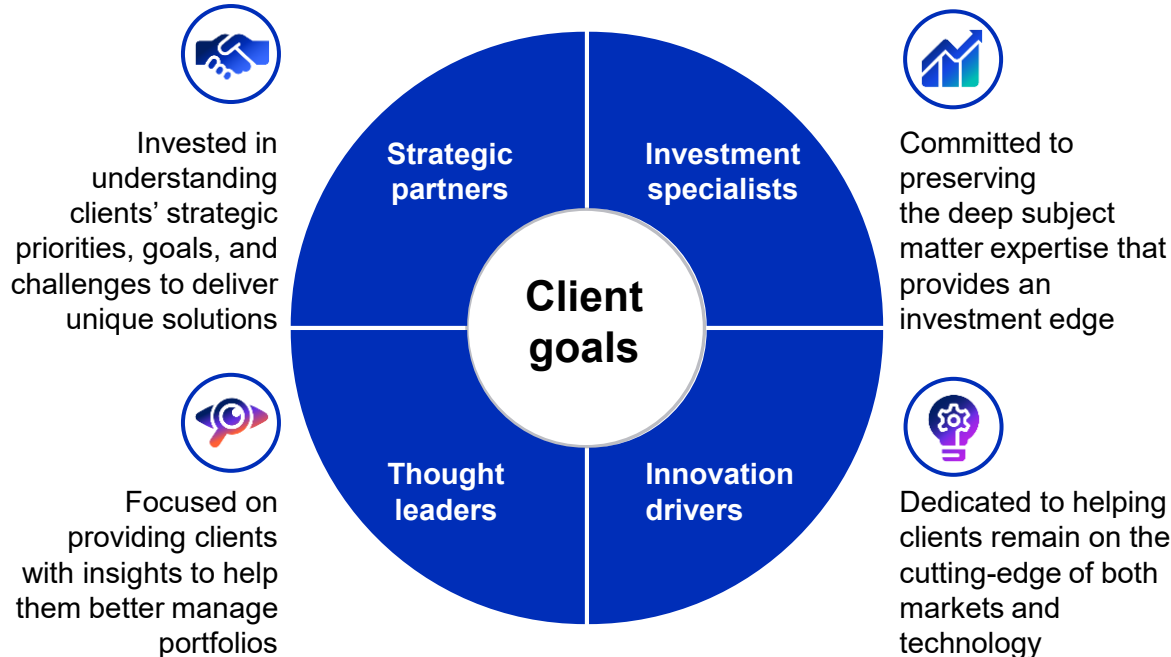 Invested in
understanding
clients’ strategic
priorities, goals, and
challenges to deliver
unique solutions
Strategic
partners
Investment
specialists
Committed to
preserving
the deep subject
matter expertise that
provides an
investment edge
Client
goals
Focused on
providing clients
with insights to help
them better manage
portfolios
Thought
leaders
Innovation
drivers
Dedicated to helping
clients remain on the
cutting-edge of both
markets and
technology